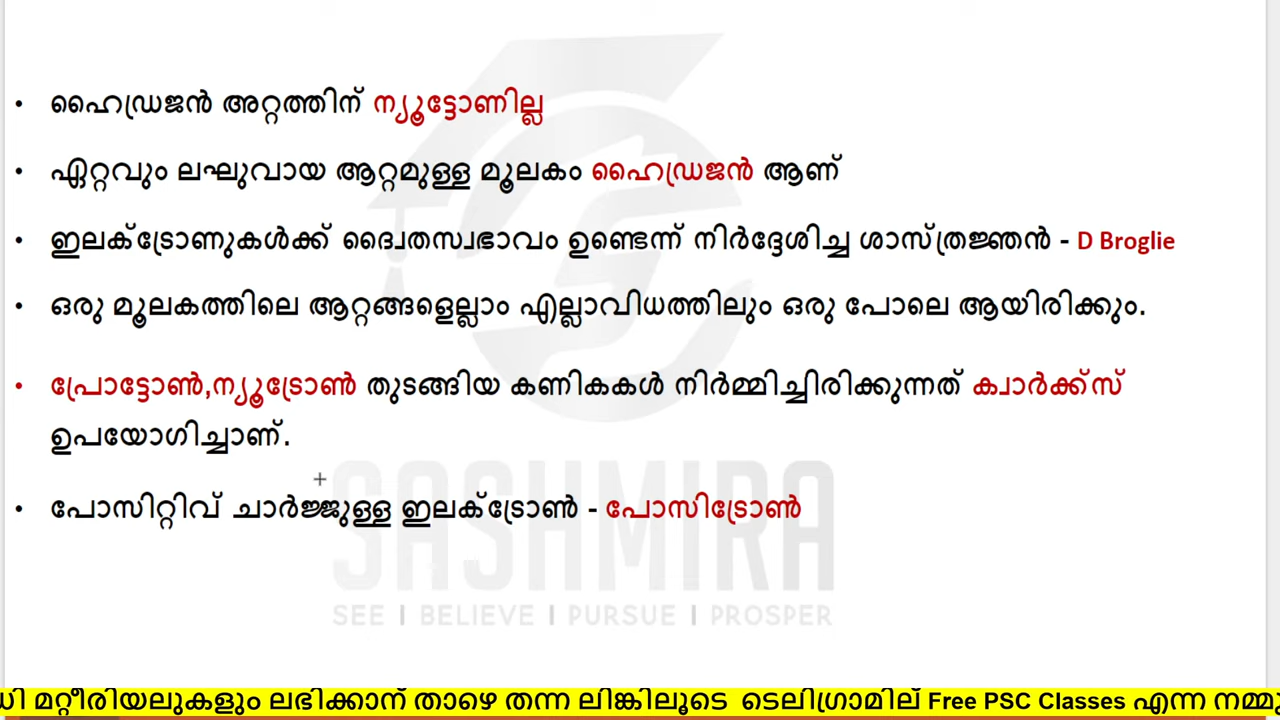 • ഹൈഡ്രജൻ അറ്റത്തിന് ന്യൂട്ടോണില്ല
• ഏറ്റവും ലഘുവായ ആറ്റമുള്ള മൂലകം ഹൈഡ്രജൻ ആണ്
• ഇലക്ട്രോണുകൾക്ക് ദ്വൈതസ്വഭാവം ഉണ്ടെന്ന് നിർദ്ദേശിച്ച ശാസ്ത്രജ്ഞൻ - D Broglie
• ഒരു മൂലകത്തിലെ ആറ്റങ്ങളെല്ലാം എല്ലാവിധത്തിലും ഒരു പോലെ ആയിരിക്കും.
• പ്രോട്ടോൺ,ന്യൂട്രോൺ തുടങ്ങിയ കണികകൾ നിർമ്മിച്ചിരിക്കുന്നത് ക്വാർക്ക്സ്
ഉപയോഗിച്ചാണ്.
• പോസിറ്റിവ് ചാർജ്ജുള്ള ഇലക്ട്രോൺ - പോസിട്രോൺ
SASHMIRA
SEE | BELIEVE | PURSUE | PROSPER
മറ്റീരിയലുകളും ലഭിക്കാന് താഴെ തന്ന ലിങ്കിലൂടെ ടെലിഗ്രാമില് Free PSC Classes എന്ന